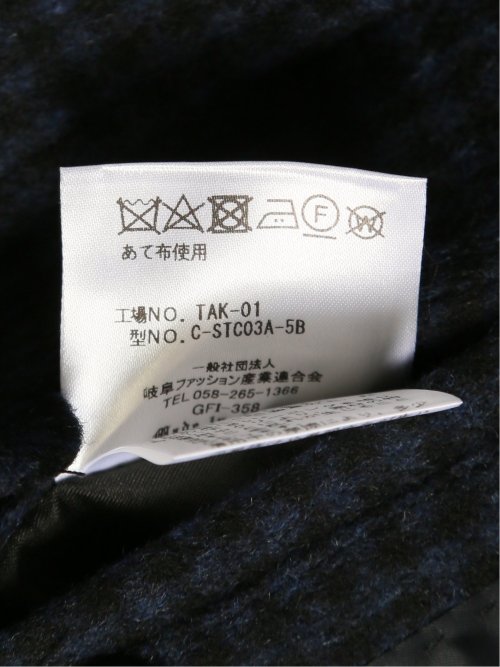 F W
あて布使用
工場NO. TAK-01
型NO. C-STC03A-5B
一般社団法人
岐阜ファッション産業連合会
TEL 058-265-1366
GFI-358